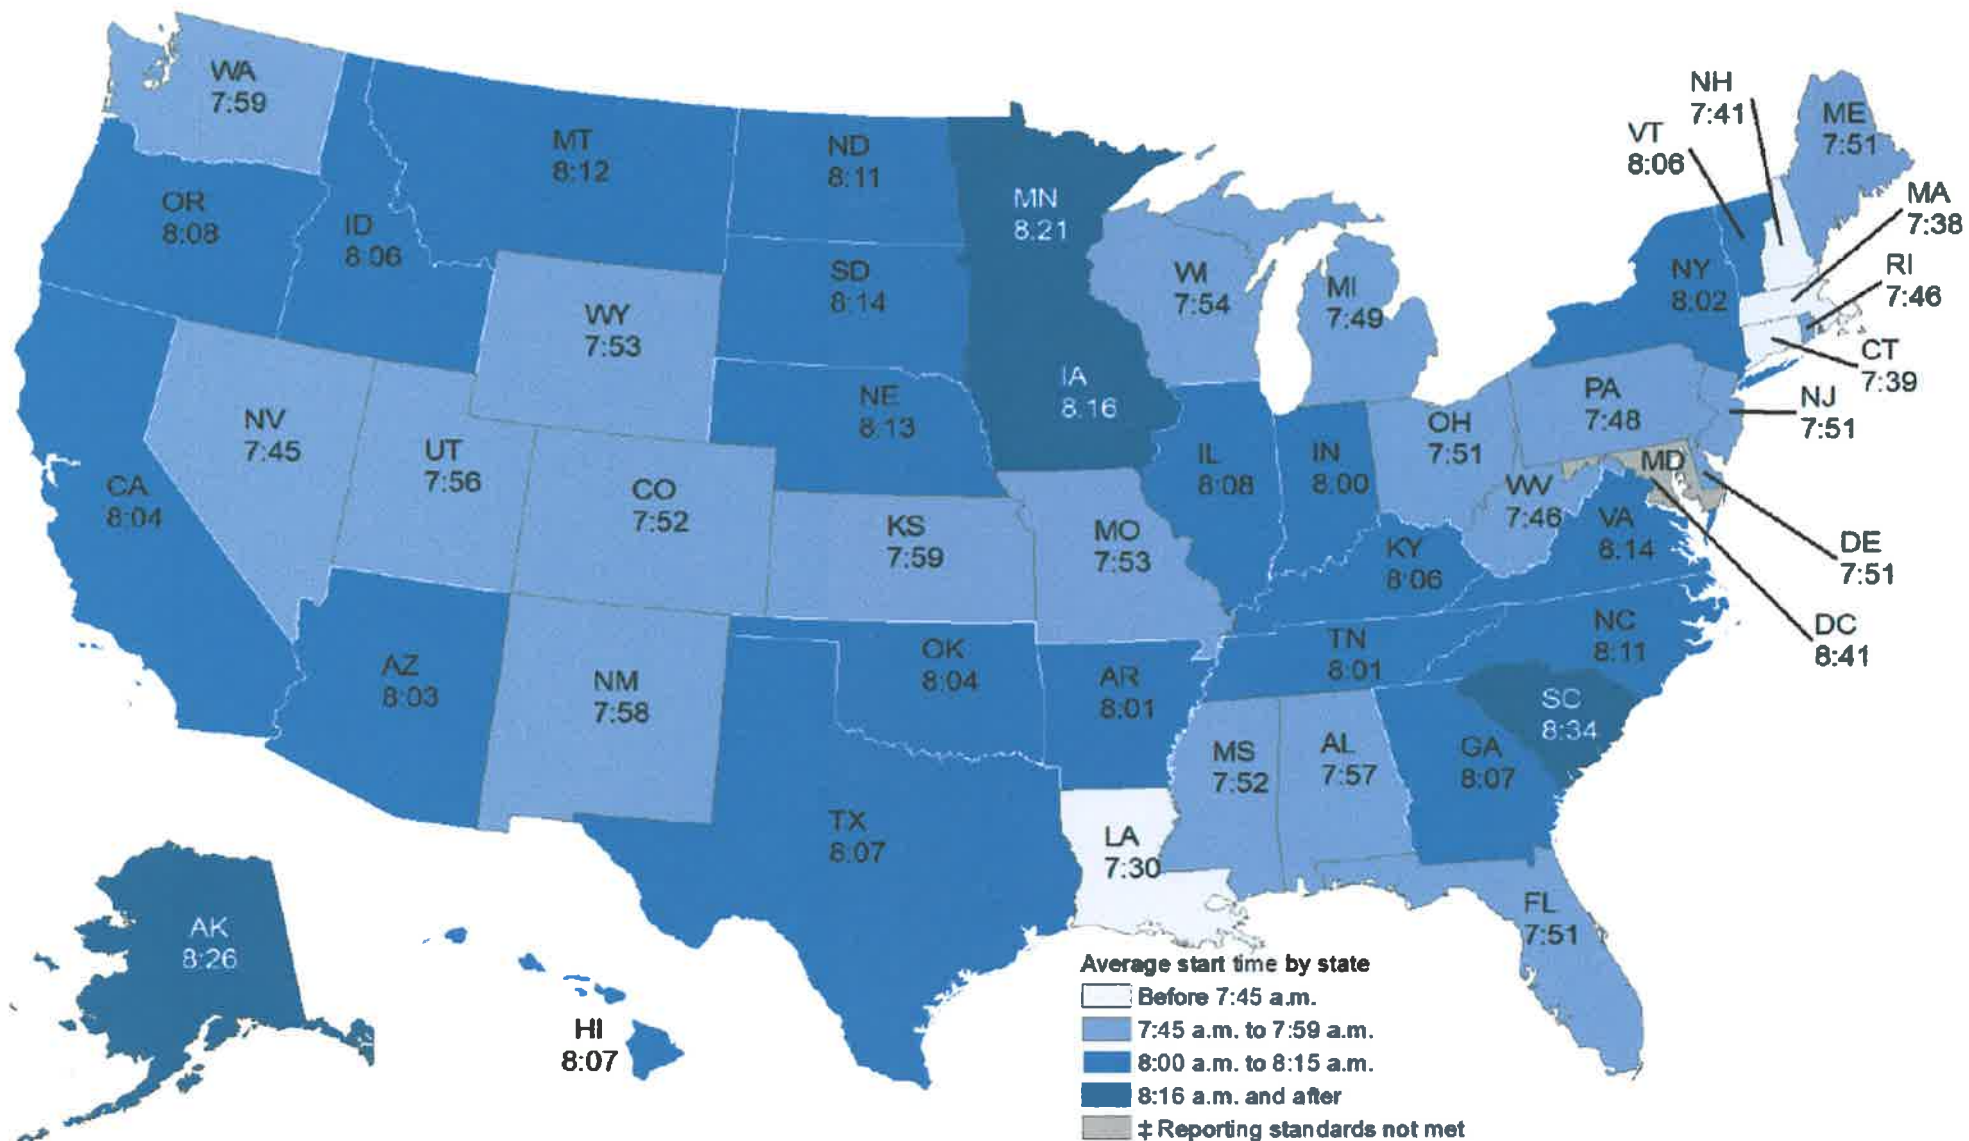 WA
7:59
MT
8:12
ND
8:11
MN
8.21
OR
8:08
ID
8:06
WY
7:53
SD
8:14
WI
7:54
MI
7:49
NH
7:41
VT
8:06
ME
7:51
MA
7:38
NY
8:02
RI
7:46
CT
7:39
NJ
7:51
NV
7:45
UT
7:56
CO
7:52
NE
8:13
IA
8.16
IL
8:08
IN
8:00
OH
7:51
PA
7:48
MD
WV
7:46
VA
8:14
DE
7:51
DC
8:41
CA
8:04
KS
7:59
MO
7:53
KY
8:06
NC
8:11
TN
8:01
AZ
8:03
NM
7:58
OK
8:04
AR
8:01
SC
8:34
MS
7:52
AL
7:57
GA
8:07
TX
8:07
LA
7:30
FL
7:51
AK
8:26
HI
8:07
Average start time by state
Before 7:45 a.m.
7:45 a.m. to 7:59 a.m.
8:00 a.m. to 8:15 a.m.
8:16 a.m. and after
‡ Reporting standards not met